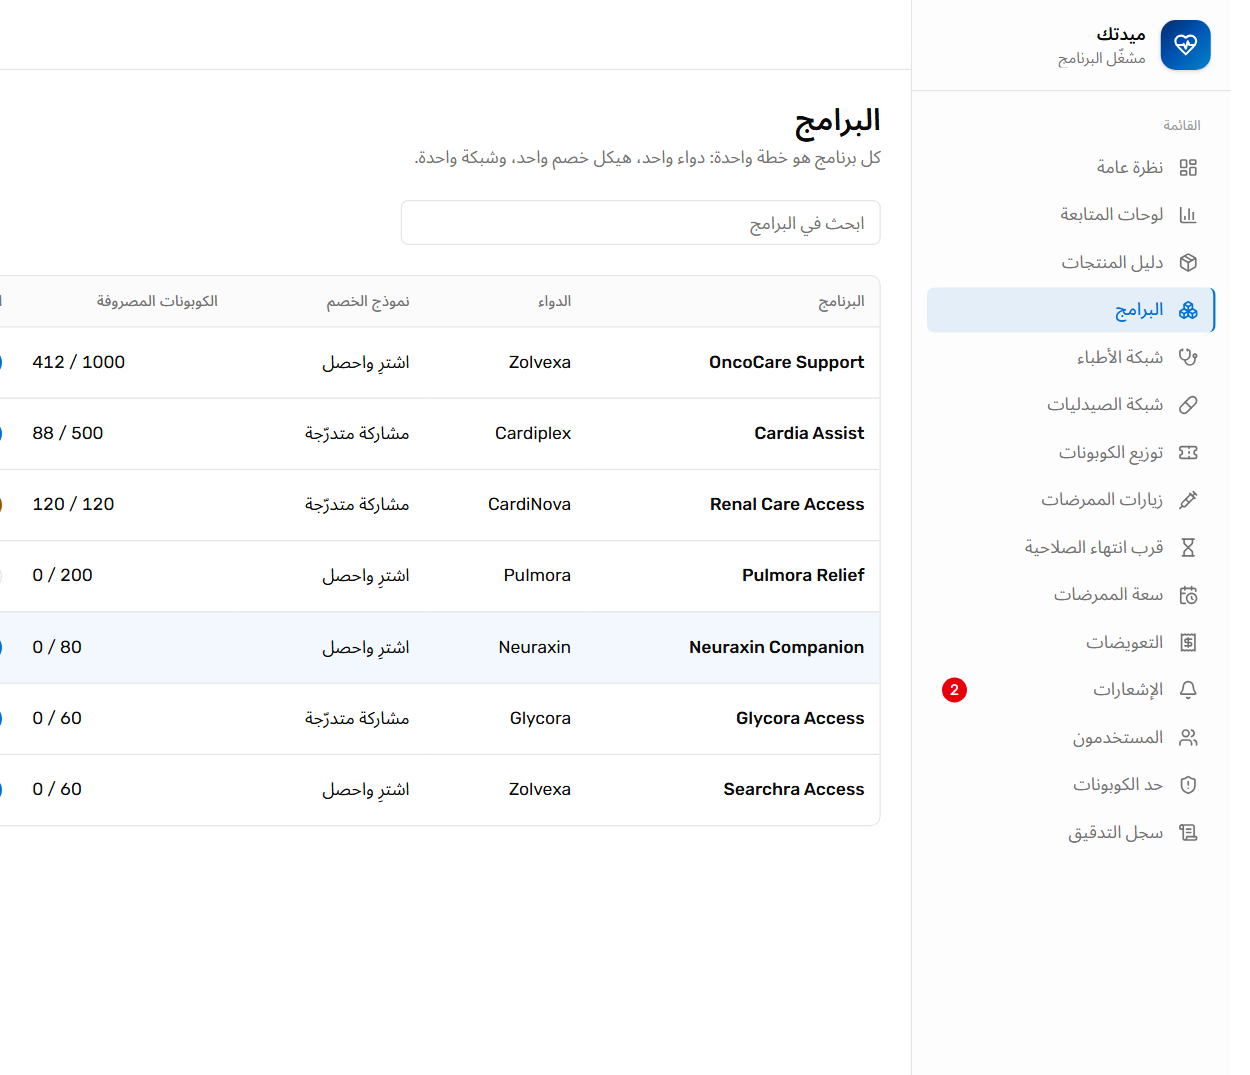 ميدتك
مشغّل البرنامج
القائمة
نظرة عامة
لوحات المتابعة
دليل المنتجات
البرامج
شبكة الأطباء
شبكة الصيدليات
توزيع الكوبونات
زيارات الممرضات
قرب انتهاء الصلاحية
سعة الممرضات
التعويضات
الإشعارات 2
المستخدمون
حد الكوبونات
سجل التدقيق
البرامج
كل برنامج هو خطة واحدة: دواء واحد، هيكل خصم واحد، وشبكة واحدة.
ابحث في البرامج
البرنامج الدواء نموذج الخصم الكوبونات المصروفة
OncoCare Support Zolvexa اشترِ واحصل 412 / 1000
Cardia Assist Cardiplex مشاركة متدرّجة 88 / 500
Renal Care Access CardiNova مشاركة متدرّجة 120 / 120
Pulmora Relief Pulmora اشترِ واحصل 0 / 200
Neuraxin Companion Neuraxin اشترِ واحصل 0 / 80
Glycora Access Glycora مشاركة متدرّجة 0 / 60
Searchra Access Zolvexa اشترِ واحصل 0 / 60